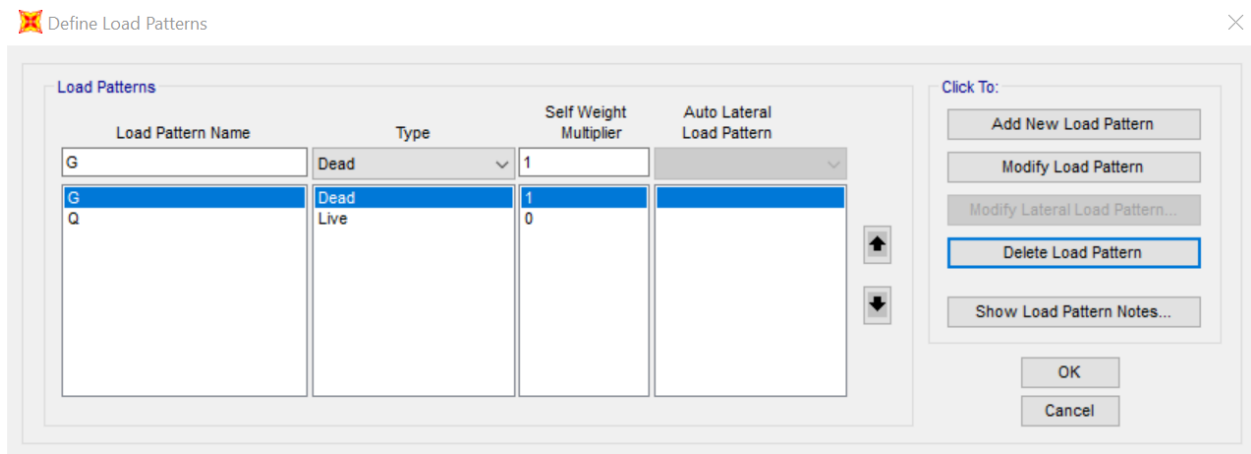 Define Load Patterns
Load Patterns
Click To:
Load Pattern Name
Type
Self Weight
Multiplier
Auto Lateral
Load Pattern
G
Dead
1
G
Dead
1
Q
Live
0
Add New Load Pattern
Modify Load Pattern
Modify Lateral Load Pattern...
Delete Load Pattern
Show Load Pattern Notes...
OK
Cancel